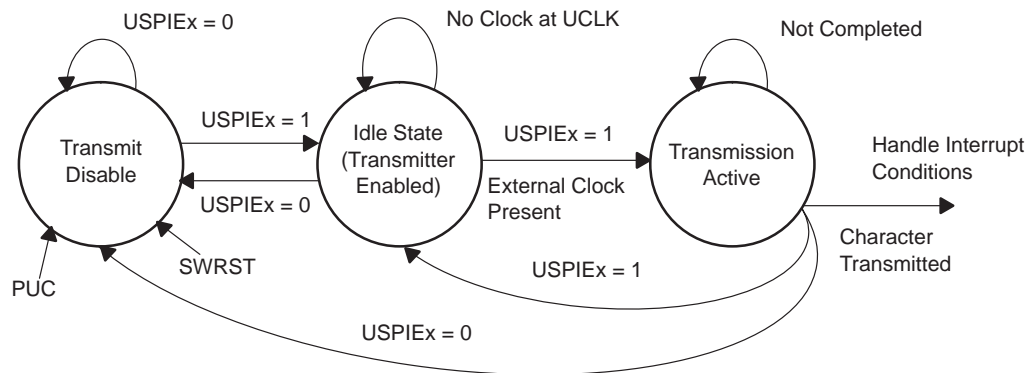 USPIEx = 0
No Clock at UCLK
Not Completed
USPIEx = 1
Transmit
Disable
Idle State
(Transmitter
Enabled)
USPIEx = 1
Transmission
Active
Handle Interrupt
Conditions
USPIEx = 0
External Clock
Present
SWRST
PUC
USPIEx = 1
Character
Transmitted
USPIEx = 0